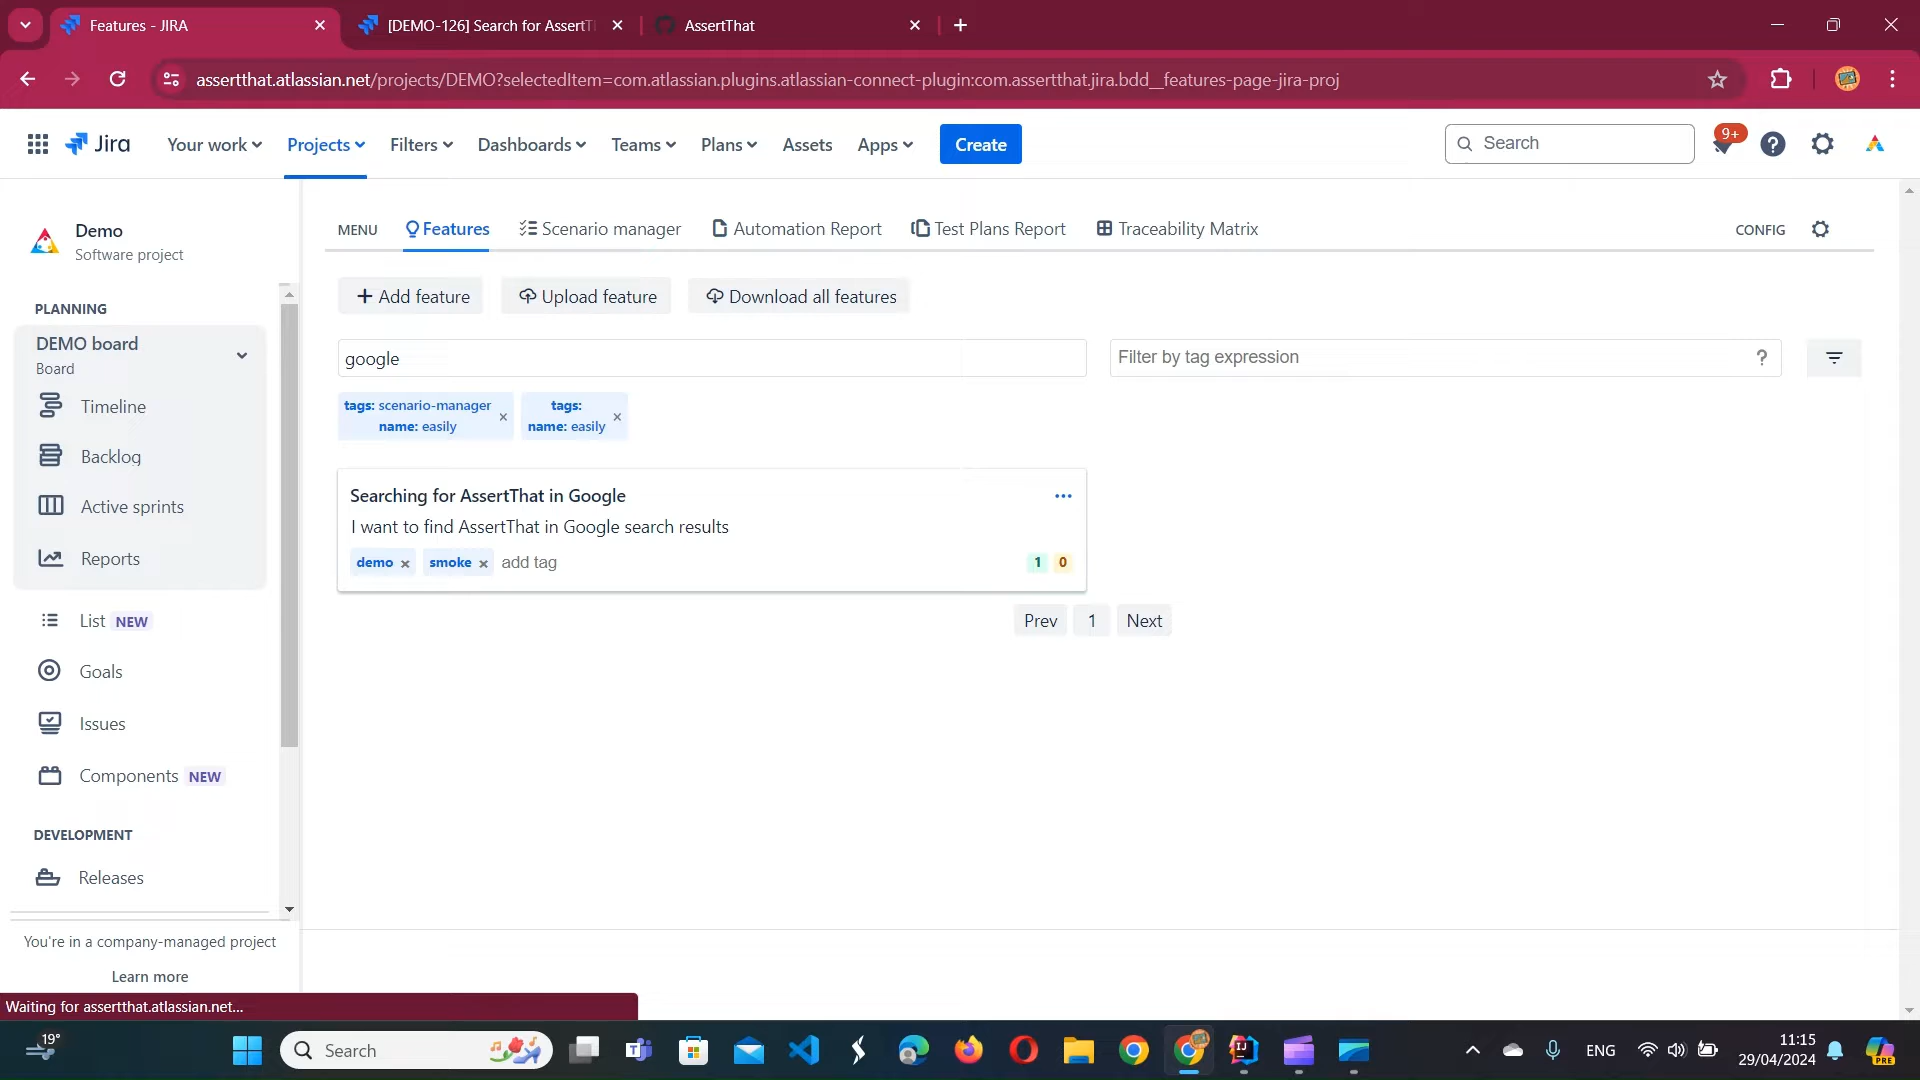 Features - JIRA
[DEMO-126] Search for AssertT
AssertThat
assertthat.atlassian.net/projects/DEMO?selectedItem=com.atlassian.plugins.atlassian-connect-plugin:com.assertthat.jira.bdd__features-page-jira-proj
Jira
Your work
Projects
Filters
Dashboards
Teams
Plans
Assets
Apps
Create
Search
9+
Demo
Software project
MENU
Features
Scenario manager
Automation Report
Test Plans Report
Traceability Matrix
CONFIG
PLANNING
DEMO board
Board
Timeline
Backlog
Active sprints
Reports
List NEW
Goals
Issues
Components NEW
DEVELOPMENT
Releases
You're in a company-managed project
Learn more
+ Add feature
Upload feature
Download all features
google
Filter by tag expression
?
tags: scenario-manager
name: easily
×
tags:
name: easily
×
Searching for AssertThat in Google
I want to find AssertThat in Google search results
demo ×
smoke ×
add tag
1
0
Prev
1
Next
Waiting for assertthat.atlassian.net...
19°
Search
ENG
11:15
29/04/2024
PRE